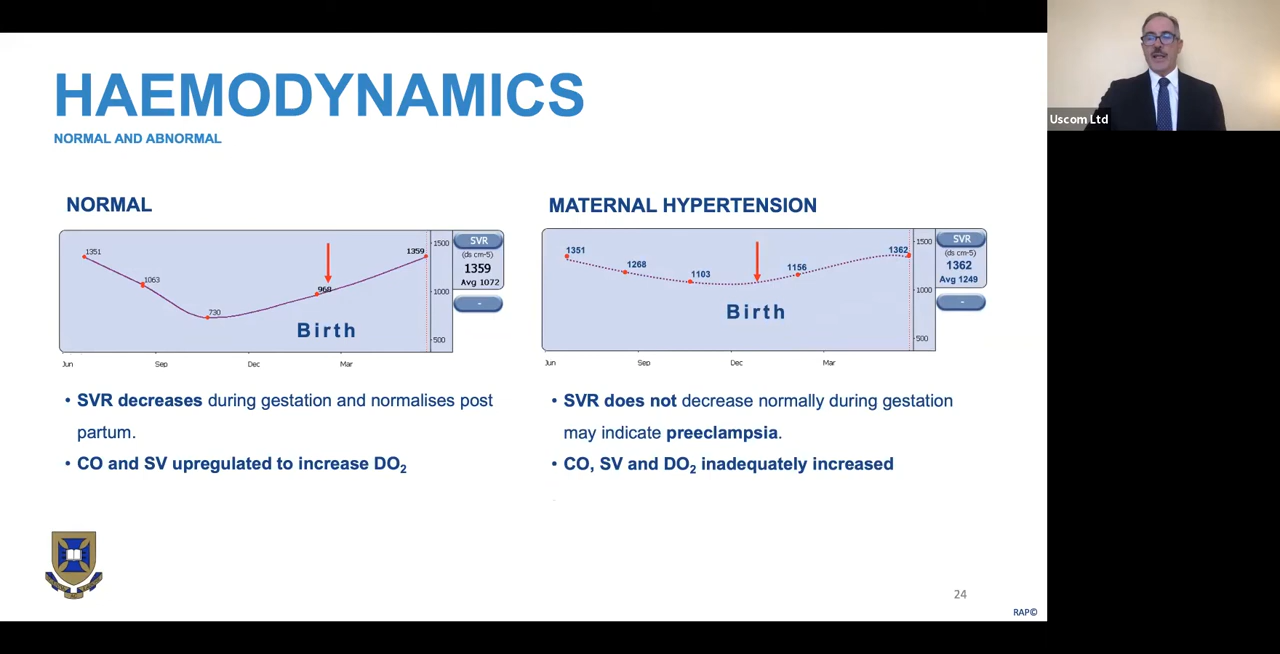 HAEMODYNAMICS
NORMAL AND ABNORMAL
Uscom Ltd
NORMAL
1351
1063
730
968
1359
1500
1000
500
SVR
(ds cm-5)
1359
Avg 1072
-
Birth
Jun
Sep
Dec
Mar
• SVR decreases during gestation and normalises post
partum.
• CO and SV upregulated to increase DO₂
MATERNAL HYPERTENSION
1351
1268
1103
1156
1362
1500
1000
500
SVR
(ds cm-5)
1362
Avg 1249
-
Birth
Jun
Sep
Dec
Mar
• SVR does not decrease normally during gestation
may indicate preeclampsia.
• CO, SV and DO₂ inadequately increased
24
RAP©